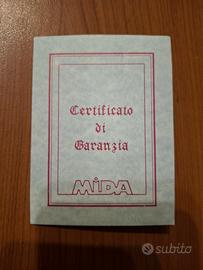 Certificato
di
Garanzia
MIDA
subito